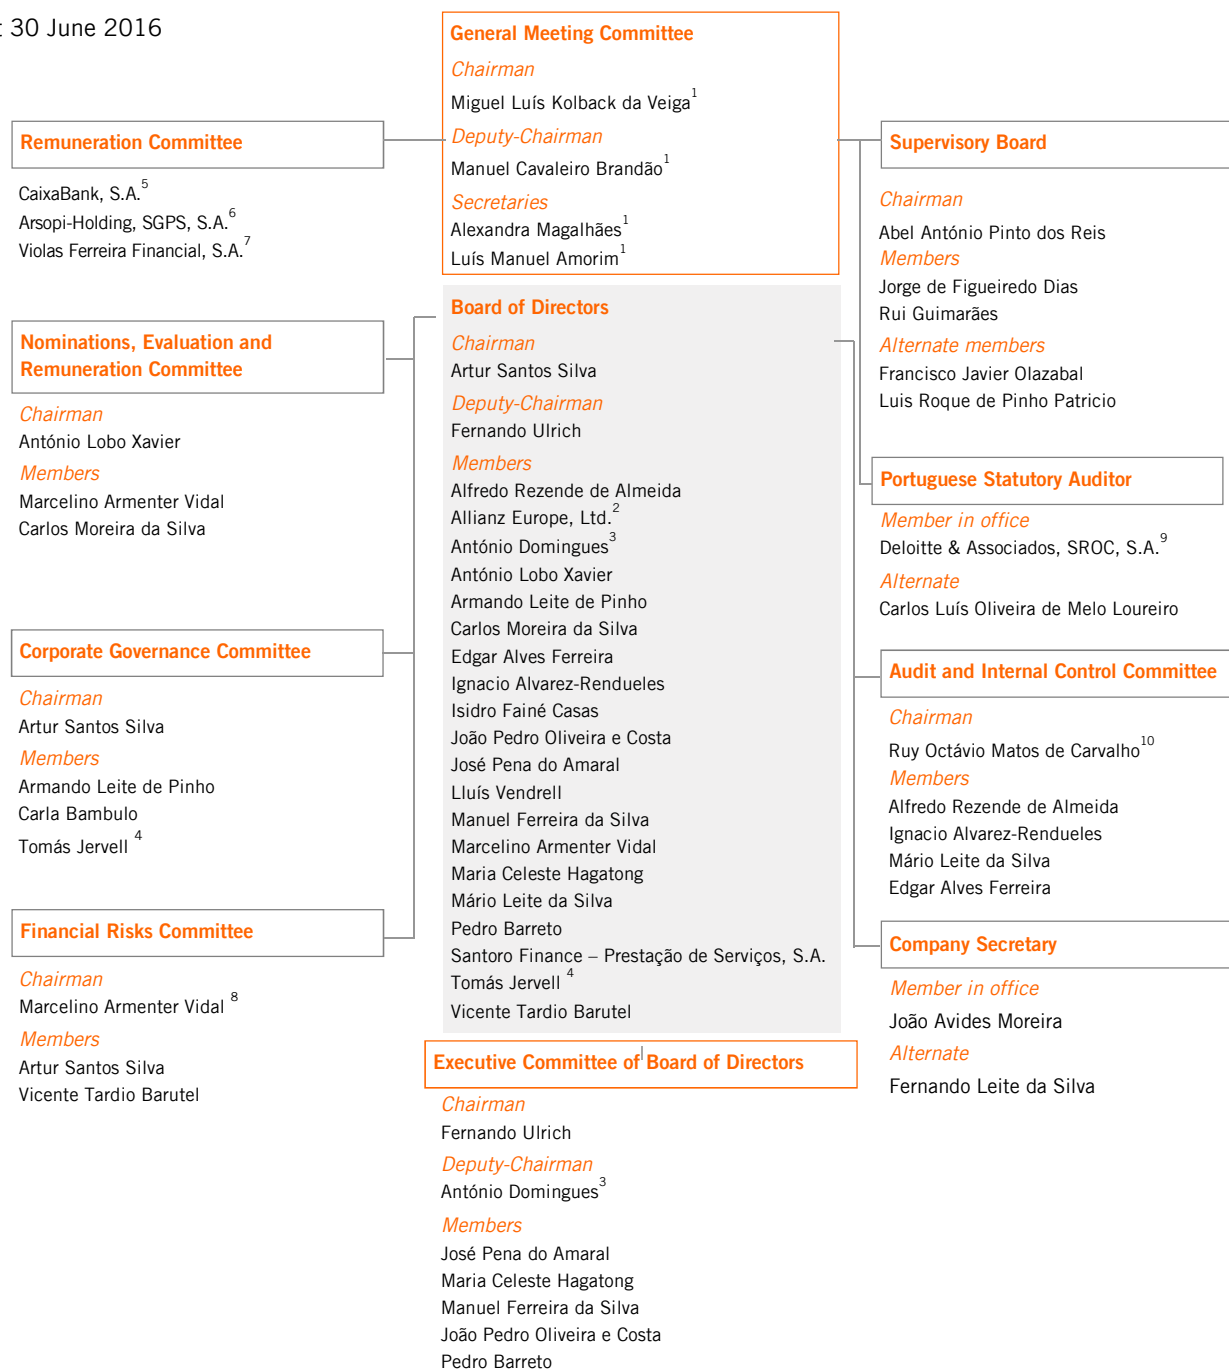 30 June 2016
General Meeting Committee
Chairman
Miguel Luís Kolback da Veiga1
Deputy-Chairman
Manuel Cavaleiro Brandão1
Secretaries
Alexandra Magalhães1
Luís Manuel Amorim1
Remuneration Committee
CaixaBank, S.A.5
Arsopi-Holding, SGPS, S.A.6
Violas Ferreira Financial, S.A.7
Nominations, Evaluation and
Remuneration Committee
Chairman
António Lobo Xavier
Members
Marcelino Armenter Vidal
Carlos Moreira da Silva
Corporate Governance Committee
Chairman
Artur Santos Silva
Members
Armando Leite de Pinho
Carla Bambulo
Tomás Jervell 4
Financial Risks Committee
Chairman
Marcelino Armenter Vidal 8
Members
Artur Santos Silva
Vicente Tardio Barutel
Board of Directors
Chairman
Artur Santos Silva
Deputy-Chairman
Fernando Ulrich
Members
Alfredo Rezende de Almeida
Allianz Europe, Ltd.2
António Domingues3
António Lobo Xavier
Armando Leite de Pinho
Carlos Moreira da Silva
Edgar Alves Ferreira
Ignacio Alvarez-Rendueles
Isidro Fainé Casas
João Pedro Oliveira e Costa
José Pena do Amaral
Lluís Vendrell
Manuel Ferreira da Silva
Marcelino Armenter Vidal
Maria Celeste Hagatong
Mário Leite da Silva
Pedro Barreto
Santoro Finance – Prestação de Serviços, S.A.
Tomás Jervell 4
Vicente Tardio Barutel
Executive Committee of Board of Directors
Chairman
Fernando Ulrich
Deputy-Chairman
António Domingues3
Members
José Pena do Amaral
Maria Celeste Hagatong
Manuel Ferreira da Silva
João Pedro Oliveira e Costa
Pedro Barreto
Supervisory Board
Chairman
Abel António Pinto dos Reis
Members
Jorge de Figueiredo Dias
Rui Guimarães
Alternate members
Francisco Javier Olazabal
Luis Roque de Pinho Patricio
Portuguese Statutory Auditor
Member in office
Deloitte & Associados, SROC, S.A.9
Alternate
Carlos Luís Oliveira de Melo Loureiro
Audit and Internal Control Committee
Chairman
Ruy Octávio Matos de Carvalho10
Members
Alfredo Rezende de Almeida
Ignacio Alvarez-Rendueles
Mário Leite da Silva
Edgar Alves Ferreira
Company Secretary
Member in office
João Avides Moreira
Alternate
Fernando Leite da Silva